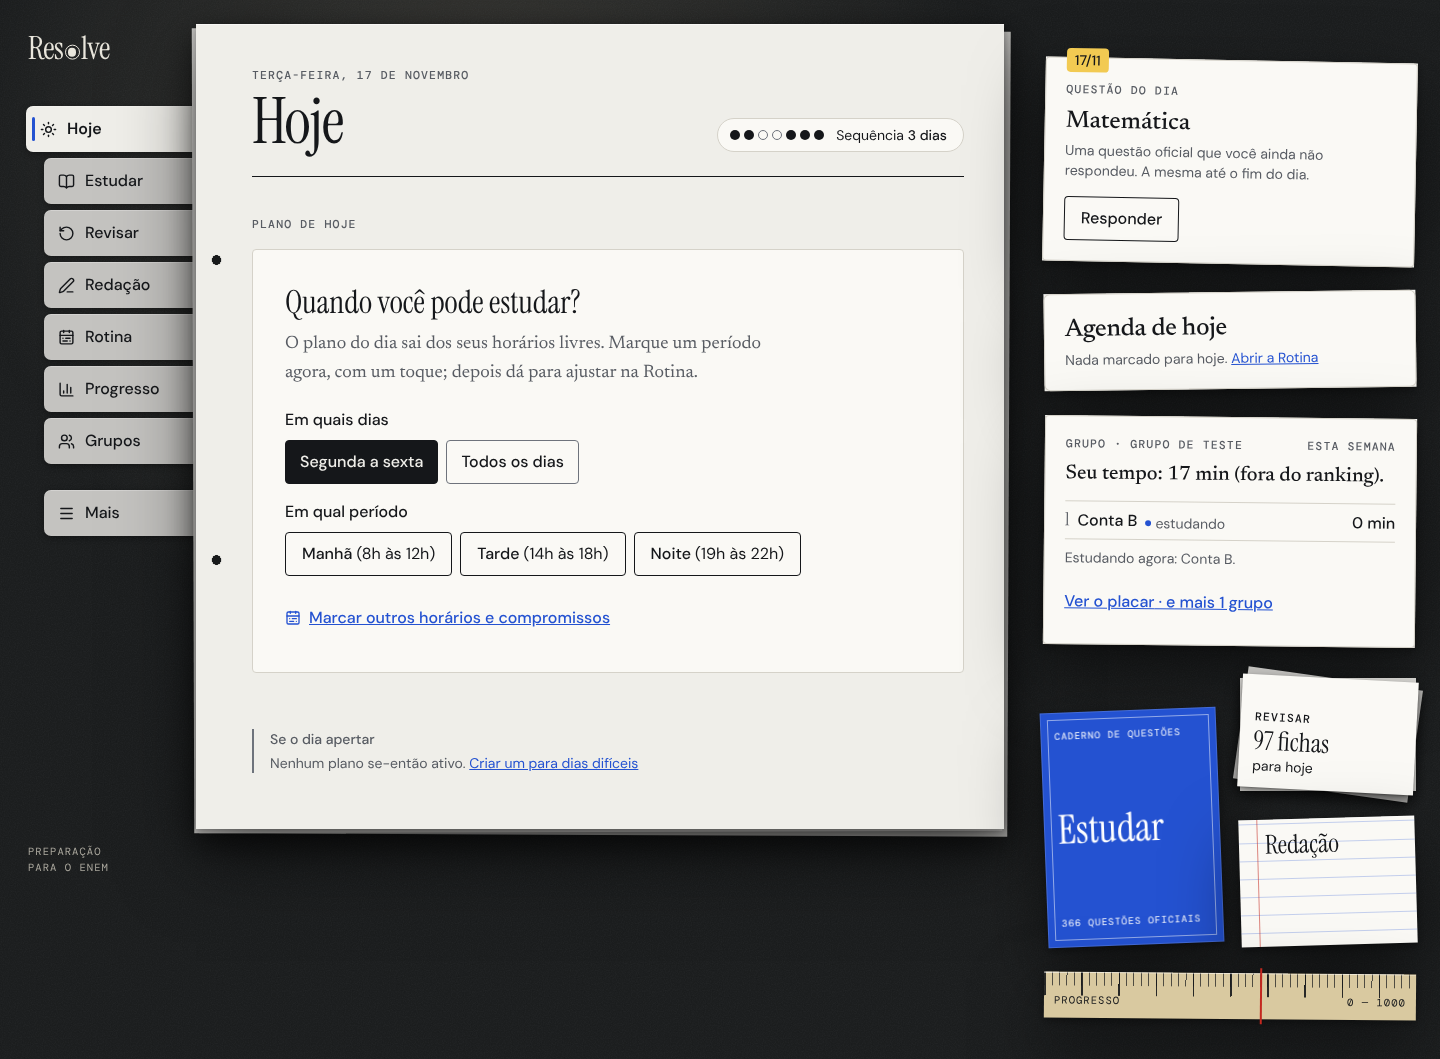 Resolve
Hoje
Estudar
Revisar
Redação
Rotina
Progresso
Grupos
Mais
PREPARAÇÃO
PARA O ENEM
TERÇA-FEIRA, 17 DE NOVEMBRO
Hoje
Sequência 3 dias
PLANO DE HOJE
Quando você pode estudar?
O plano do dia sai dos seus horários livres. Marque um período
agora, com um toque; depois dá para ajustar na Rotina.
Em quais dias
Segunda a sexta
Todos os dias
Em qual período
Manhã (8h às 12h)
Tarde (14h às 18h)
Noite (19h às 22h)
Marcar outros horários e compromissos
Se o dia apertar
Nenhum plano se-então ativo. Criar um para dias difíceis
17/11
QUESTÃO DO DIA
Matemática
Uma questão oficial que você ainda não
respondeu. A mesma até o fim do dia.
Responder
Agenda de hoje
Nada marcado para hoje. Abrir a Rotina
GRUPO · GRUPO DE TESTE
ESTA SEMANA
Seu tempo: 17 min (fora do ranking).
1 Conta B • estudando 0 min
Estudando agora: Conta B.
Ver o placar · e mais 1 grupo
CADERNO DE QUESTÕES
Estudar
366 QUESTÕES OFICIAIS
REVISAR
97 fichas
para hoje
Redação
PROGRESSO
0 — 1000